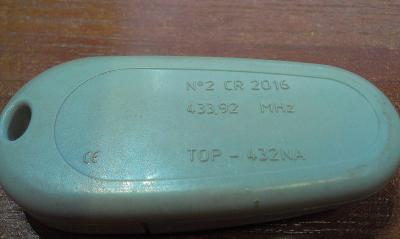 N°2 CR 2016
433.92 MHz
CE TOP - 432NA